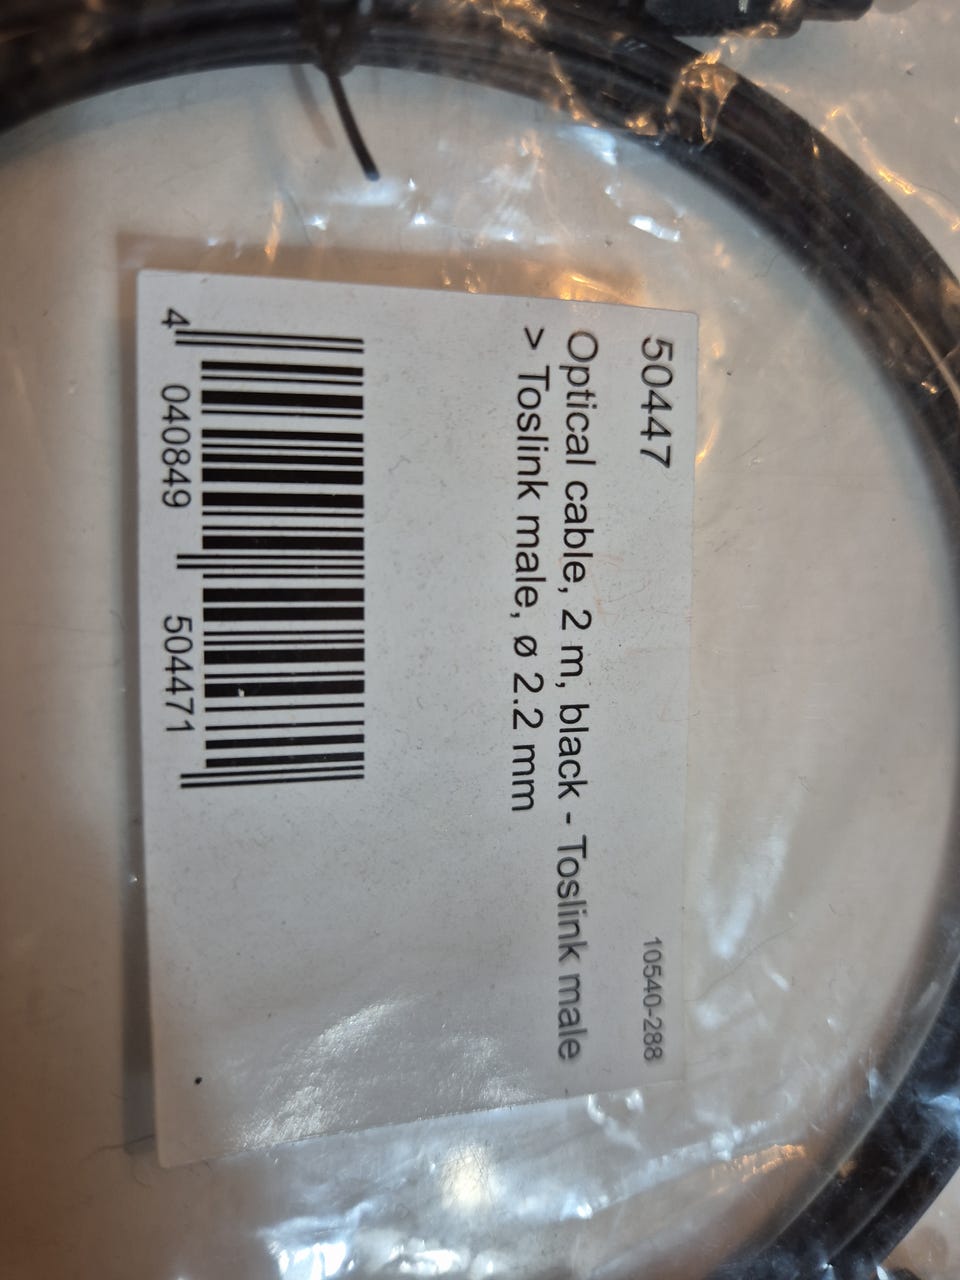 50447
10540-288
Optical cable, 2 m, black - Toslink male
> Toslink male, ø 2.2 mm
4 040849 504471